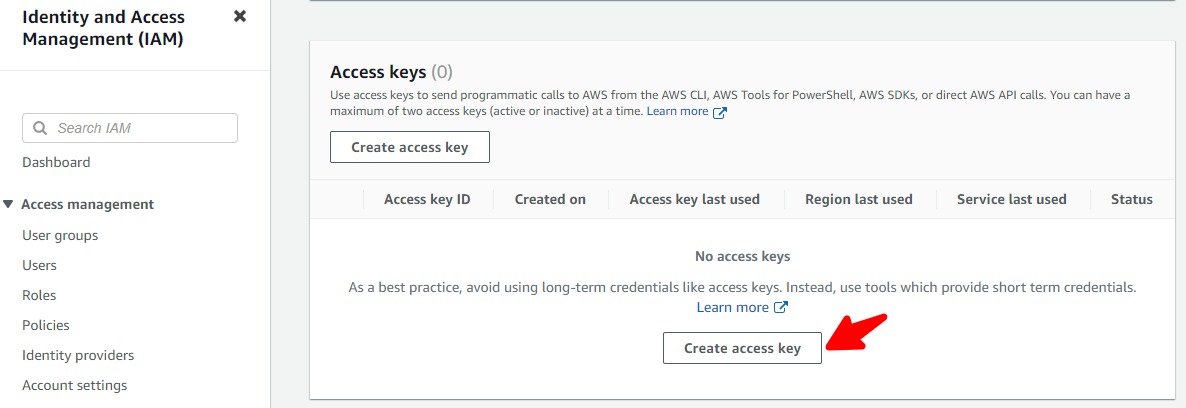 Identity and Access
Management (IAM)
Search IAM
Dashboard
Access management
User groups
Users
Roles
Policies
Identity providers
Account settings
Access keys (0)
Use access keys to send programmatic calls to AWS from the AWS CLI, AWS Tools for PowerShell, AWS SDKs, or direct AWS API calls. You can have a
maximum of two access keys (active or inactive) at a time. Learn more
Create access key
Access key ID Created on Access key last used Region last used Service last used Status
No access keys
As a best practice, avoid using long-term credentials like access keys. Instead, use tools which provide short term credentials.
Learn more
Create access key